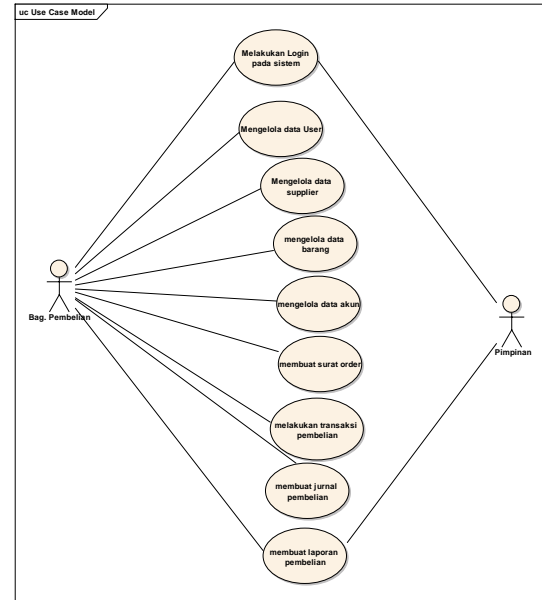 uc Use Case Model
Melakukan Login
pada sistem
Mengelola data User
Mengelola data
supplier
mengelola data
barang
Bag. Pembelian
mengelola data akun
Pimpinan
membuat surat order
melakukan transaksi
pembelian
membuat jurnal
pembelian
membuat laporan
pembelian